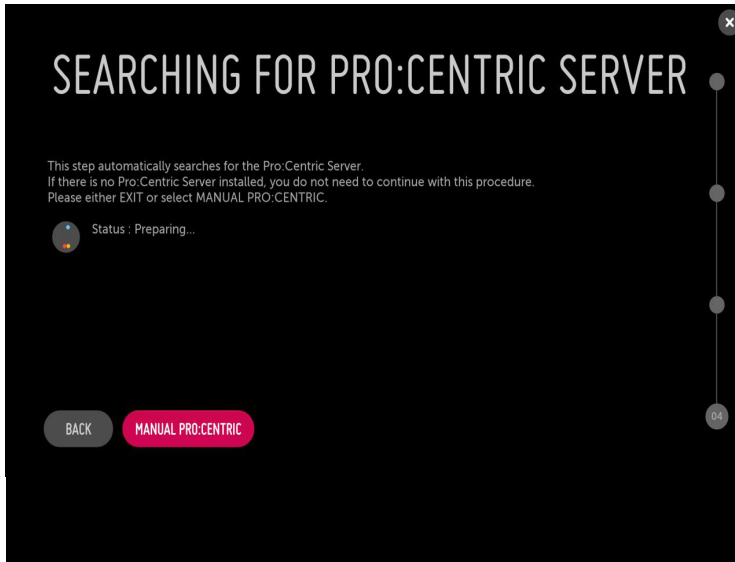 SEARCHING FOR PRO:CENTRIC SERVER
This step automatically searches for the Pro:Centric Server.
If there is no Pro:Centric Server installed, you do not need to continue with this procedure.
Please either EXIT or select MANUAL PRO:CENTRIC.
Status : Preparing...
04
BACK MANUAL PRO:CENTRIC